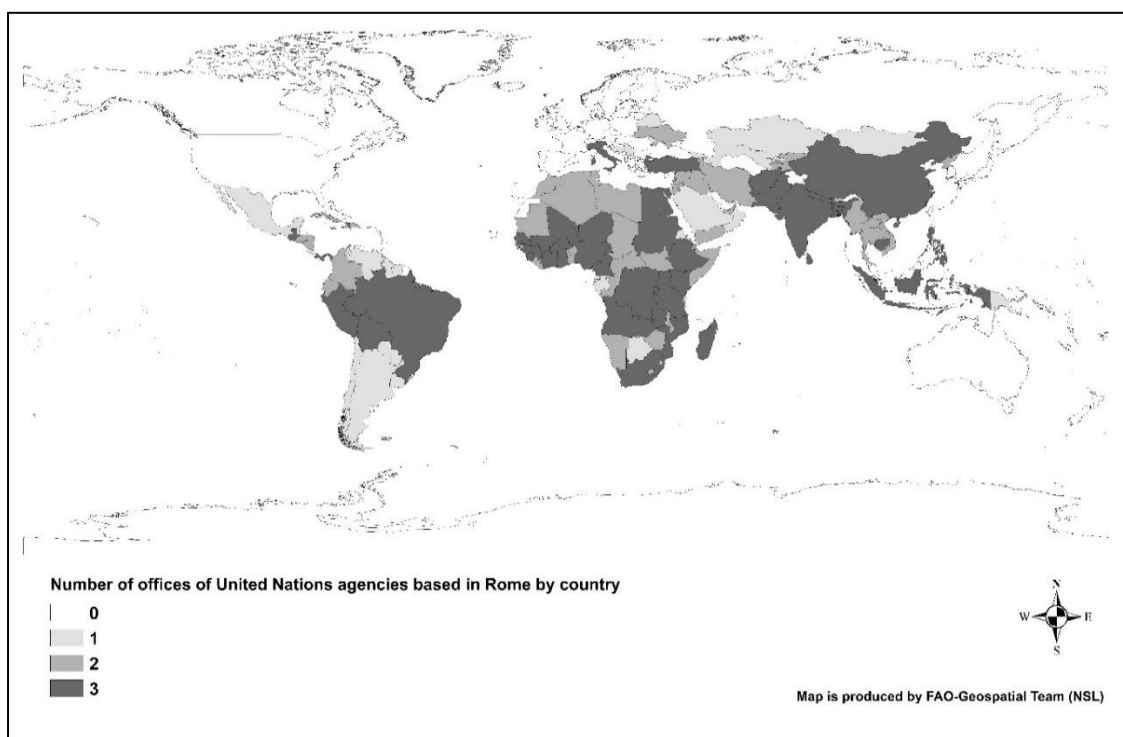 Number of offices of United Nations agencies based in Rome by country
0
1
2
3
N
W E
S
Map is produced by FAO-Geospatial Team (NSL)